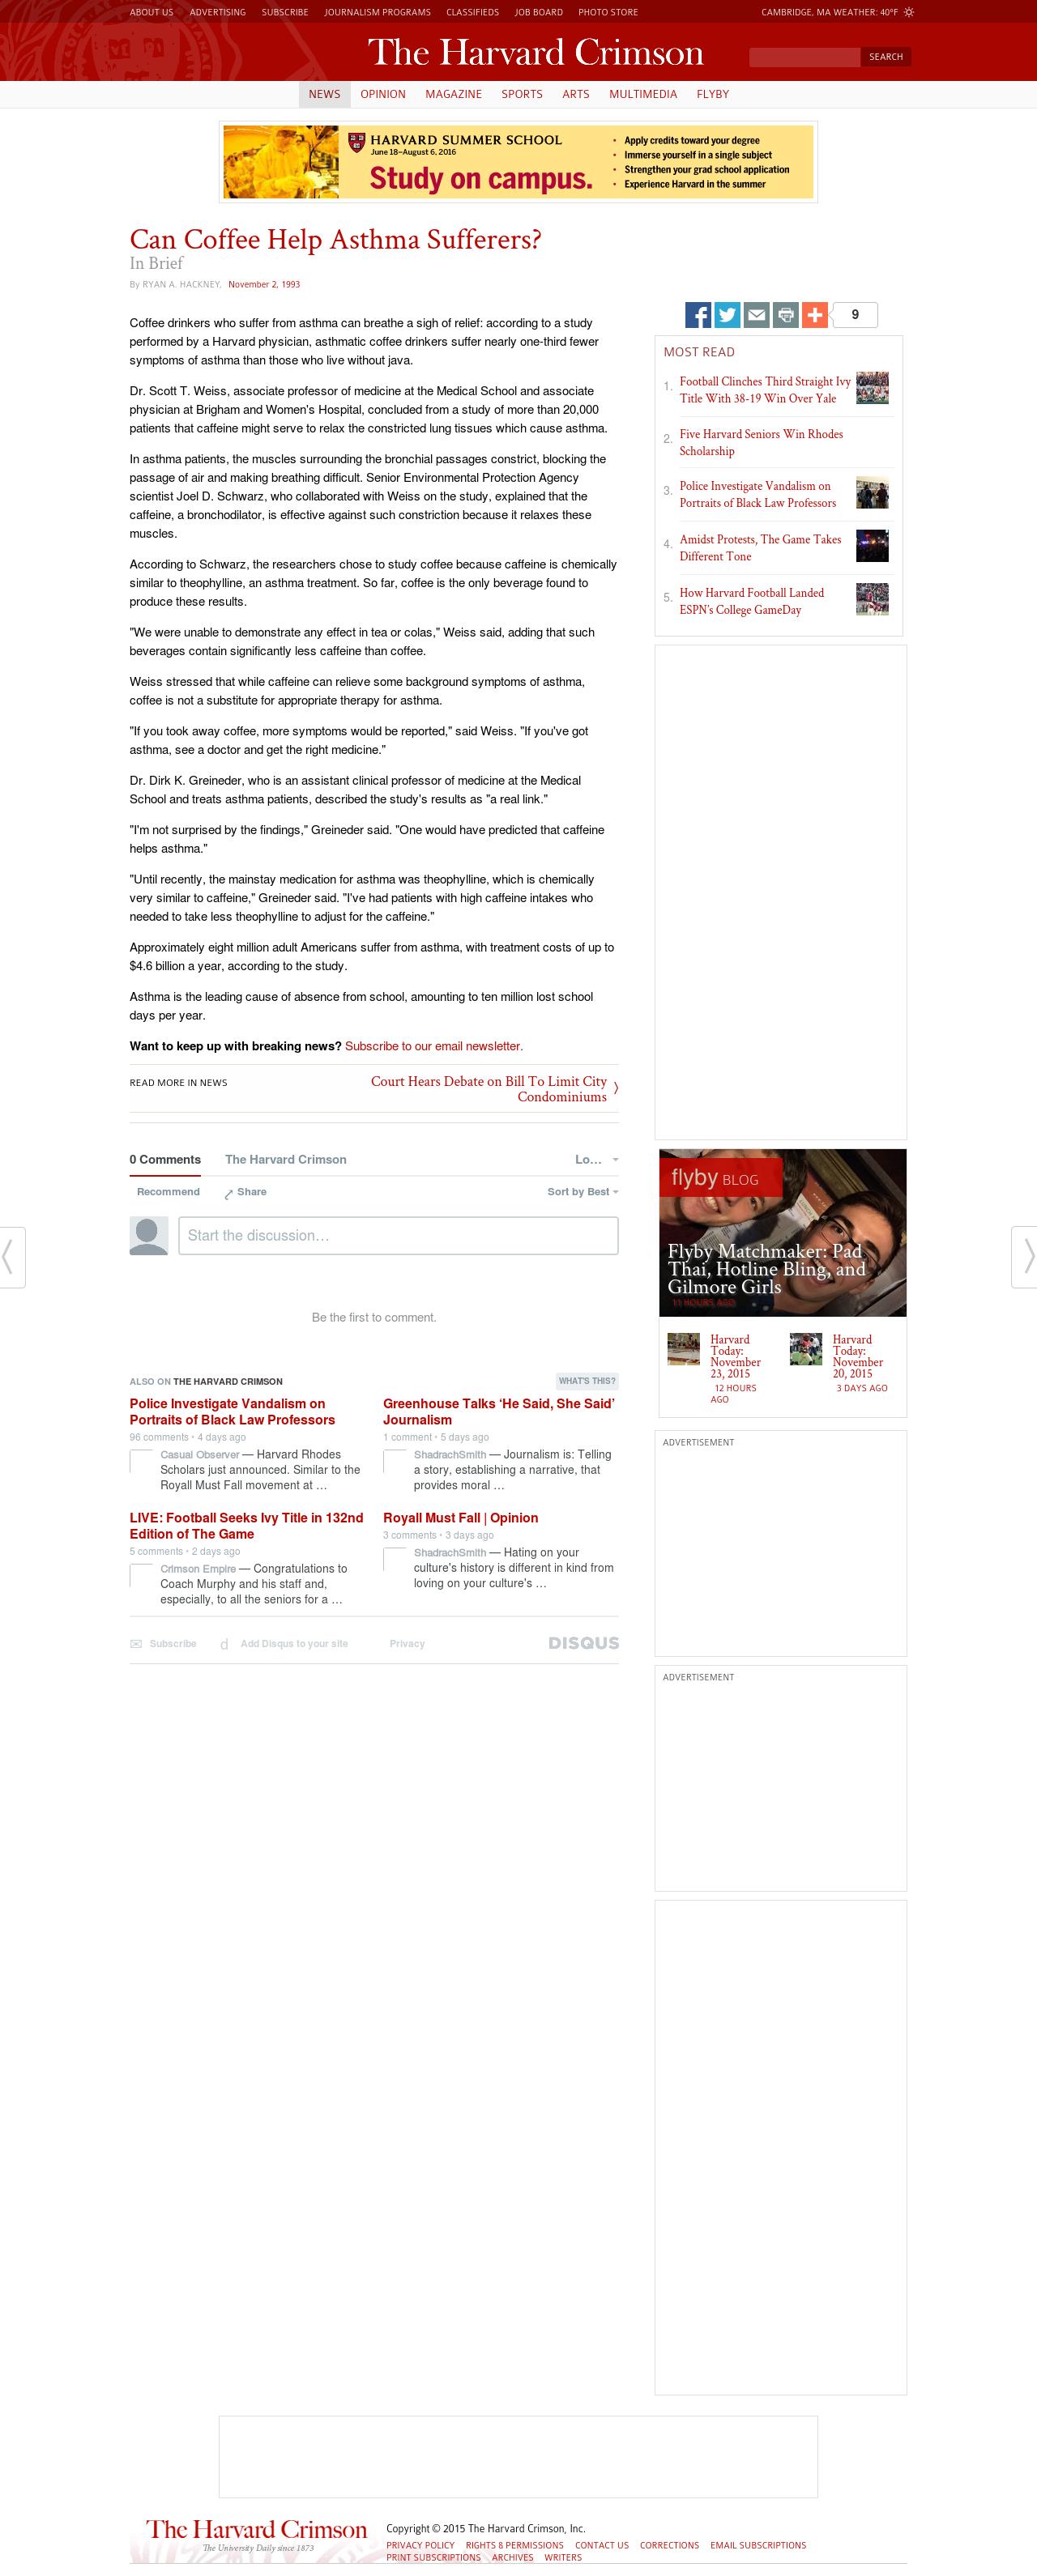 ABOUT US ADVERTISING SUBSCRIBE JOURNALISM PROGRAMS CLASSIFIEDS JOB BOARD PHOTO STORE CAMBRIDGE, MA WEATHER: 40°F
The Harvard Crimson
SEARCH
NEWS OPINION MAGAZINE SPORTS ARTS MULTIMEDIA FLYBY
HARVARD SUMMER SCHOOL
June 18–August 6, 2016
Study on campus.
• Apply credits toward your degree
• Immerse yourself in a single subject
• Strengthen your grad school application
• Experience Harvard in the summer
Can Coffee Help Asthma Sufferers?
In Brief
By RYAN A. HACKNEY, November 2, 1993
Coffee drinkers who suffer from asthma can breathe a sigh of relief: according to a study
performed by a Harvard physician, asthmatic coffee drinkers suffer nearly one-third fewer
symptoms of asthma than those who live without java.
Dr. Scott T. Weiss, associate professor of medicine at the Medical School and associate
physician at Brigham and Women's Hospital, concluded from a study of more than 20,000
patients that caffeine might serve to relax the constricted lung tissues which cause asthma.
In asthma patients, the muscles surrounding the bronchial passages constrict, blocking the
passage of air and making breathing difficult. Senior Environmental Protection Agency
scientist Joel D. Schwarz, who collaborated with Weiss on the study, explained that the
caffeine, a bronchodilator, is effective against such constriction because it relaxes these
muscles.
According to Schwarz, the researchers chose to study coffee because caffeine is chemically
similar to theophylline, an asthma treatment. So far, coffee is the only beverage found to
produce these results.
"We were unable to demonstrate any effect in tea or colas," Weiss said, adding that such
beverages contain significantly less caffeine than coffee.
Weiss stressed that while caffeine can relieve some background symptoms of asthma,
coffee is not a substitute for appropriate therapy for asthma.
"If you took away coffee, more symptoms would be reported," said Weiss. "If you've got
asthma, see a doctor and get the right medicine."
Dr. Dirk K. Greineder, who is an assistant clinical professor of medicine at the Medical
School and treats asthma patients, described the study's results as "a real link."
"I'm not surprised by the findings," Greineder said. "One would have predicted that caffeine
helps asthma."
"Until recently, the mainstay medication for asthma was theophylline, which is chemically
very similar to caffeine," Greineder said. "I've had patients with high caffeine intakes who
needed to take less theophylline to adjust for the caffeine."
Approximately eight million adult Americans suffer from asthma, with treatment costs of up to
$4.6 billion a year, according to the study.
Asthma is the leading cause of absence from school, amounting to ten million lost school
days per year.
Want to keep up with breaking news? Subscribe to our email newsletter.
READ MORE IN NEWS
Court Hears Debate on Bill To Limit City
Condominiums
0 Comments The Harvard Crimson Lo…
Recommend Share Sort by Best
Start the discussion…
Be the first to comment.
ALSO ON THE HARVARD CRIMSON WHAT'S THIS?
Police Investigate Vandalism on
Portraits of Black Law Professors
96 comments • 4 days ago
Casual Observer — Harvard Rhodes
Scholars just announced. Similar to the
Royall Must Fall movement at …
Greenhouse Talks ‘He Said, She Said’
Journalism
1 comment • 5 days ago
ShadrachSmith — Journalism is: Telling
a story, establishing a narrative, that
provides moral …
LIVE: Football Seeks Ivy Title in 132nd
Edition of The Game
5 comments • 2 days ago
Crimson Empire — Congratulations to
Coach Murphy and his staff and,
especially, to all the seniors for a …
Royall Must Fall | Opinion
3 comments • 3 days ago
ShadrachSmith — Hating on your
culture's history is different in kind from
loving on your culture's …
Subscribe d Add Disqus to your site Privacy DISQUS
9
MOST READ
1. Football Clinches Third Straight Ivy
Title With 38-19 Win Over Yale
2. Five Harvard Seniors Win Rhodes
Scholarship
3. Police Investigate Vandalism on
Portraits of Black Law Professors
4. Amidst Protests, The Game Takes
Different Tone
5. How Harvard Football Landed
ESPN's College GameDay
flyby BLOG
Flyby Matchmaker: Pad
Thai, Hotline Bling, and
Gilmore Girls
11 HOURS AGO
Harvard
Today:
November
23, 2015
12 HOURS
AGO
Harvard
Today:
November
20, 2015
3 DAYS AGO
ADVERTISEMENT
ADVERTISEMENT
The Harvard Crimson
The University Daily since 1873
Copyright © 2015 The Harvard Crimson, Inc.
PRIVACY POLICY RIGHTS & PERMISSIONS CONTACT US CORRECTIONS EMAIL SUBSCRIPTIONS
PRINT SUBSCRIPTIONS ARCHIVES WRITERS